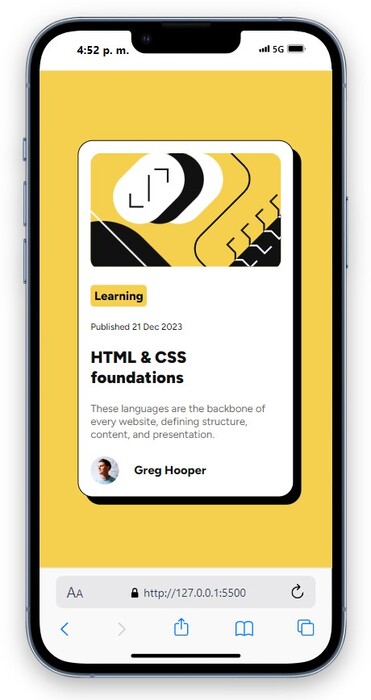 4:52 p. m.
5G
Learning
Published 21 Dec 2023
HTML & CSS
foundations
These languages are the backbone of
every website, defining structure,
content, and presentation.
Greg Hooper
AA
http://127.0.0.1:5500